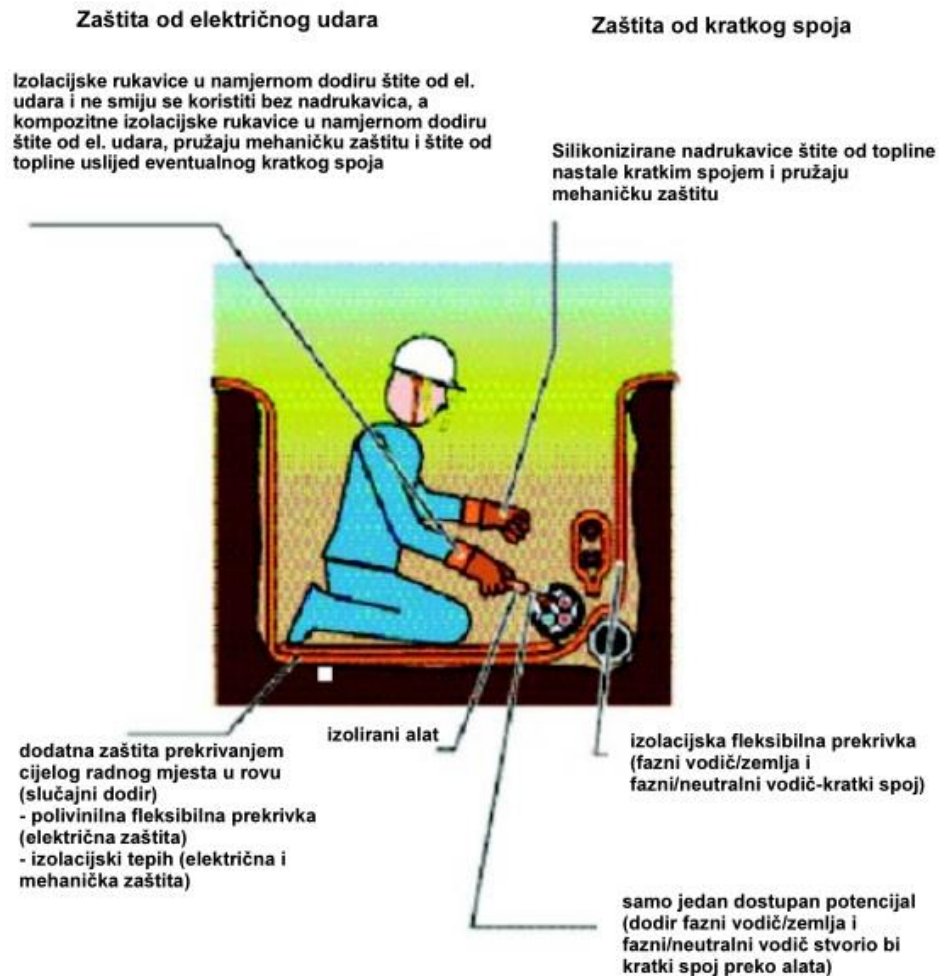 Zaštita od električnog udara
Zaštita od kratkog spoja
Izolacijske rukavice u namjernom dodiru štite od el.
udara i ne smiju se koristiti bez nadrukavica, a
kompozitne izolacijske rukavice u namjernom dodiru
štite od el. udara, pružaju mehaničku zaštitu i štite od
topline uslijed eventualnog kratkog spoja
Silikonizirane nadrukavice štite od topline
nastale kratkim spojem i pružaju
mehaničku zaštitu
dodatna zaštita prekrivanjem
cijelog radnog mjesta u rovu
(slučajni dodir)
- polivinilna fleksibilna prekrivka
(električna zaštita)
- izolacijski tepih (električna i
mehanička zaštita)
izolirani alat
izolacijska fleksibilna prekrivka
(fazni vodič/zemlja i
fazni/neutralni vodič-kratki spoj)
samo jedan dostupan potencijal
(dodir fazni vodič/zemlja i
fazni/neutralni vodič stvorio bi
kratki spoj preko alata)